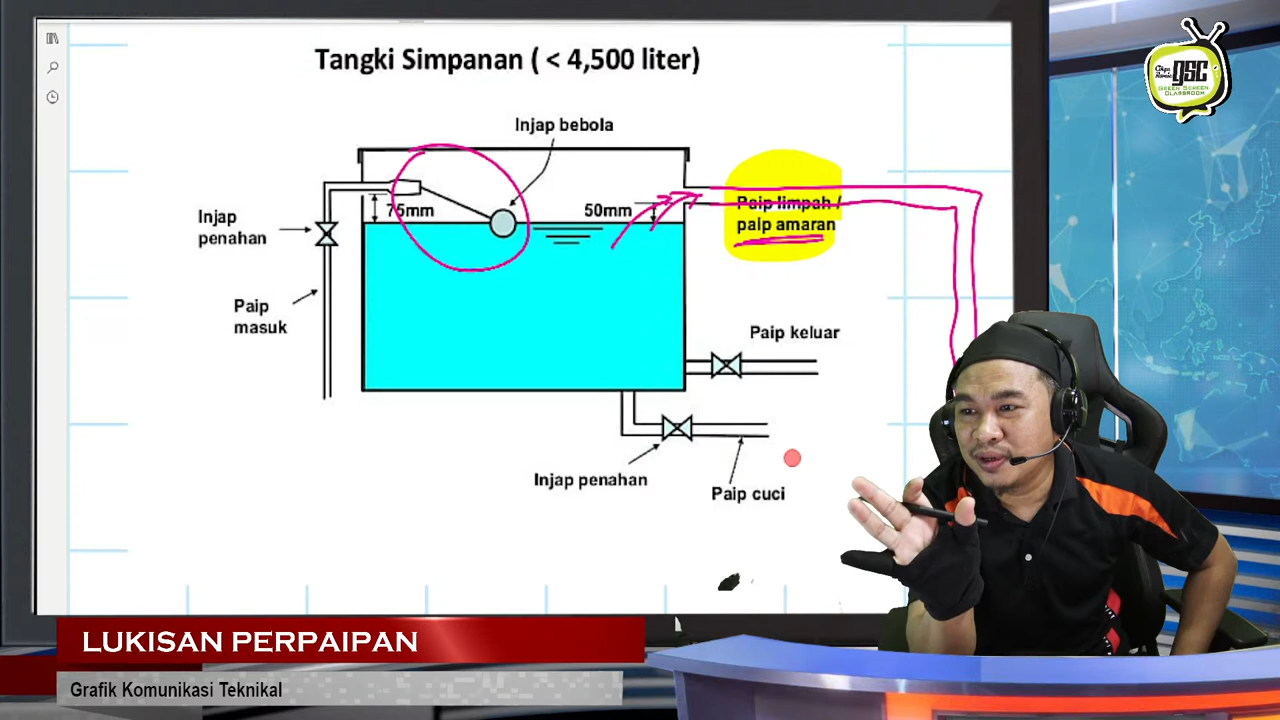 Tangki Simpanan ( < 4,500 liter)
Injap bebola
75mm
50mm
Paip limpah /
paip amaran
Injap
penahan
Paip
masuk
Paip keluar
Injap penahan
Paip cuci
gsc
GREEN SCREEN
CLASSROOM
LUKISAN PERPAIPAN
Grafik Komunikasi Teknikal